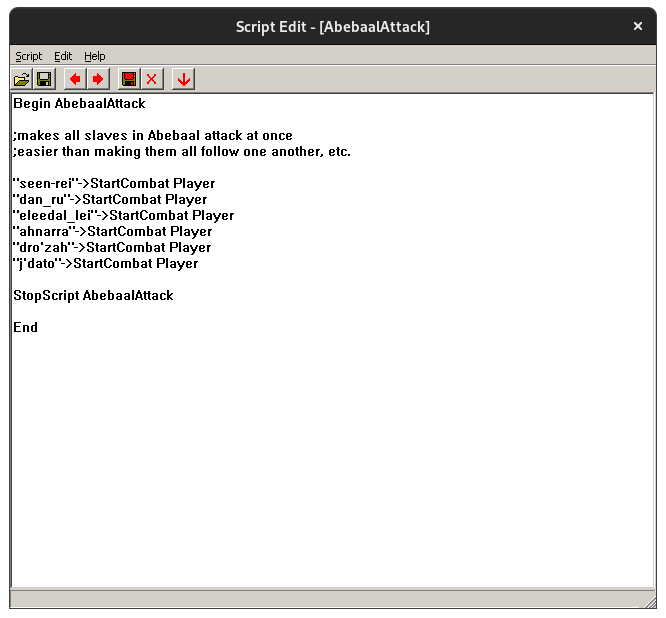 Script Edit - [AbebaalAttack]
Script Edit Help
Begin AbebaalAttack
;makes all slaves in Abebaal attack at once
;easier than making them all follow one another, etc.
"seen-rei"->StartCombat Player
"dan_ru"->StartCombat Player
"eleedal_lei"->StartCombat Player
"ahnarra"->StartCombat Player
"dro'zah"->StartCombat Player
"j'dato"->StartCombat Player
StopScript AbebaalAttack
End